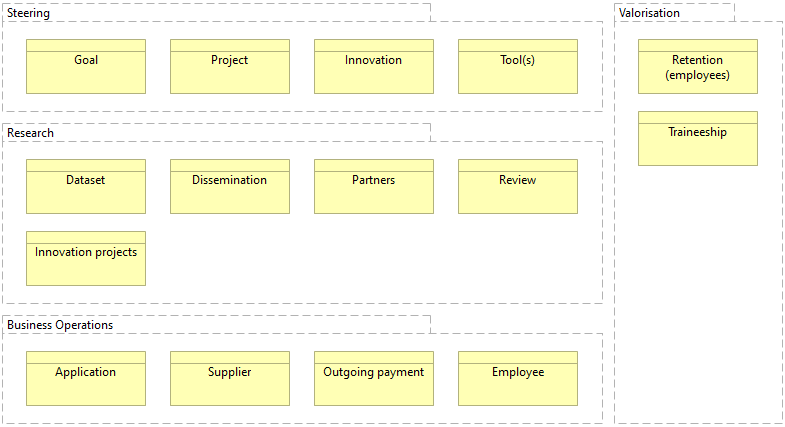 Steering
Goal
Project
Innovation
Tool(s)
Research
Dataset
Dissemination
Partners
Review
Innovation projects
Business Operations
Application
Supplier
Outgoing payment
Employee
Valorisation
Retention
(employees)
Traineeship